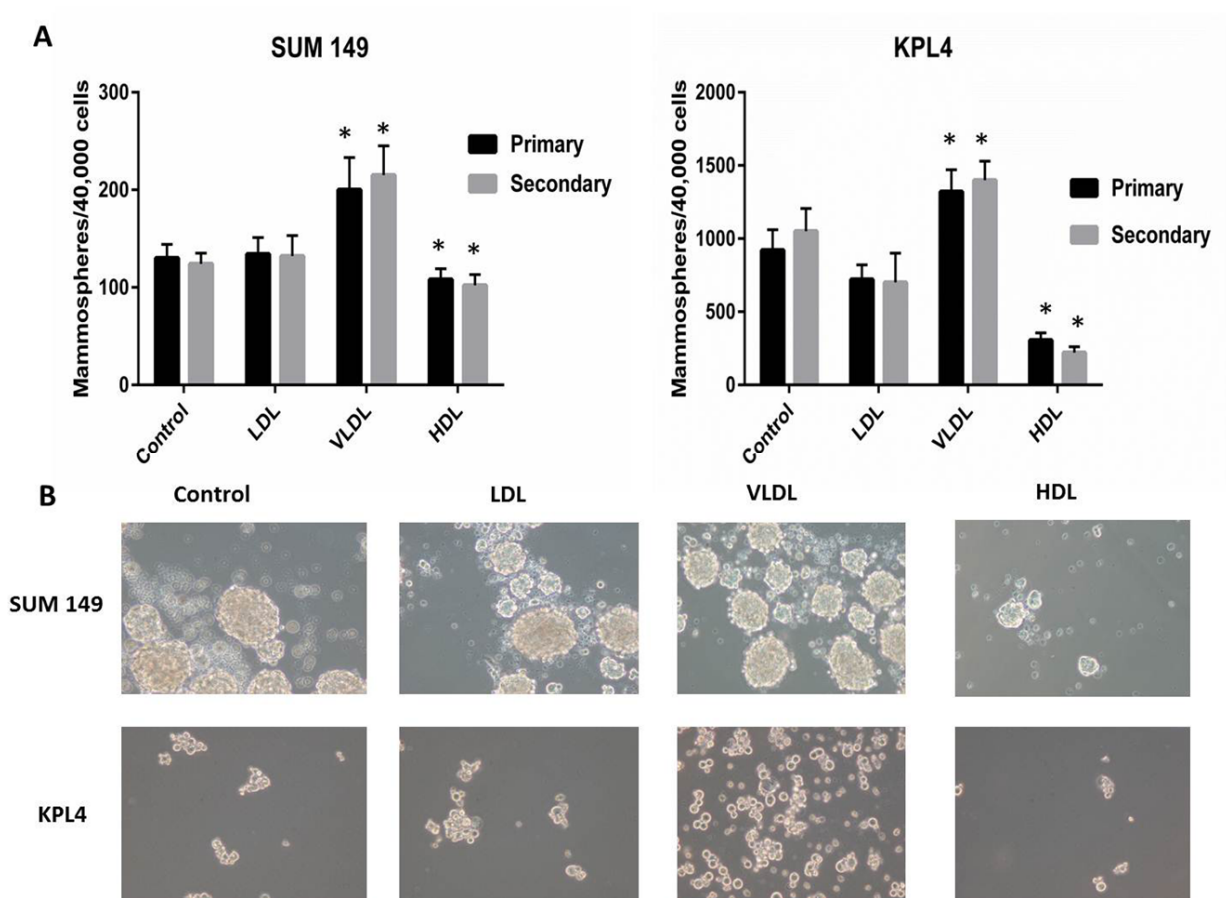 A
SUM 149
Mammospheres/40,000 cells
300
200
100
0
* * * *
Primary
Secondary
Control LDL VLDL HDL
KPL4
Mammospheres/40,000 cells
2000
1500
1000
500
0
* * * *
Primary
Secondary
Control LDL VLDL HDL
B Control LDL VLDL HDL
SUM 149
KPL4